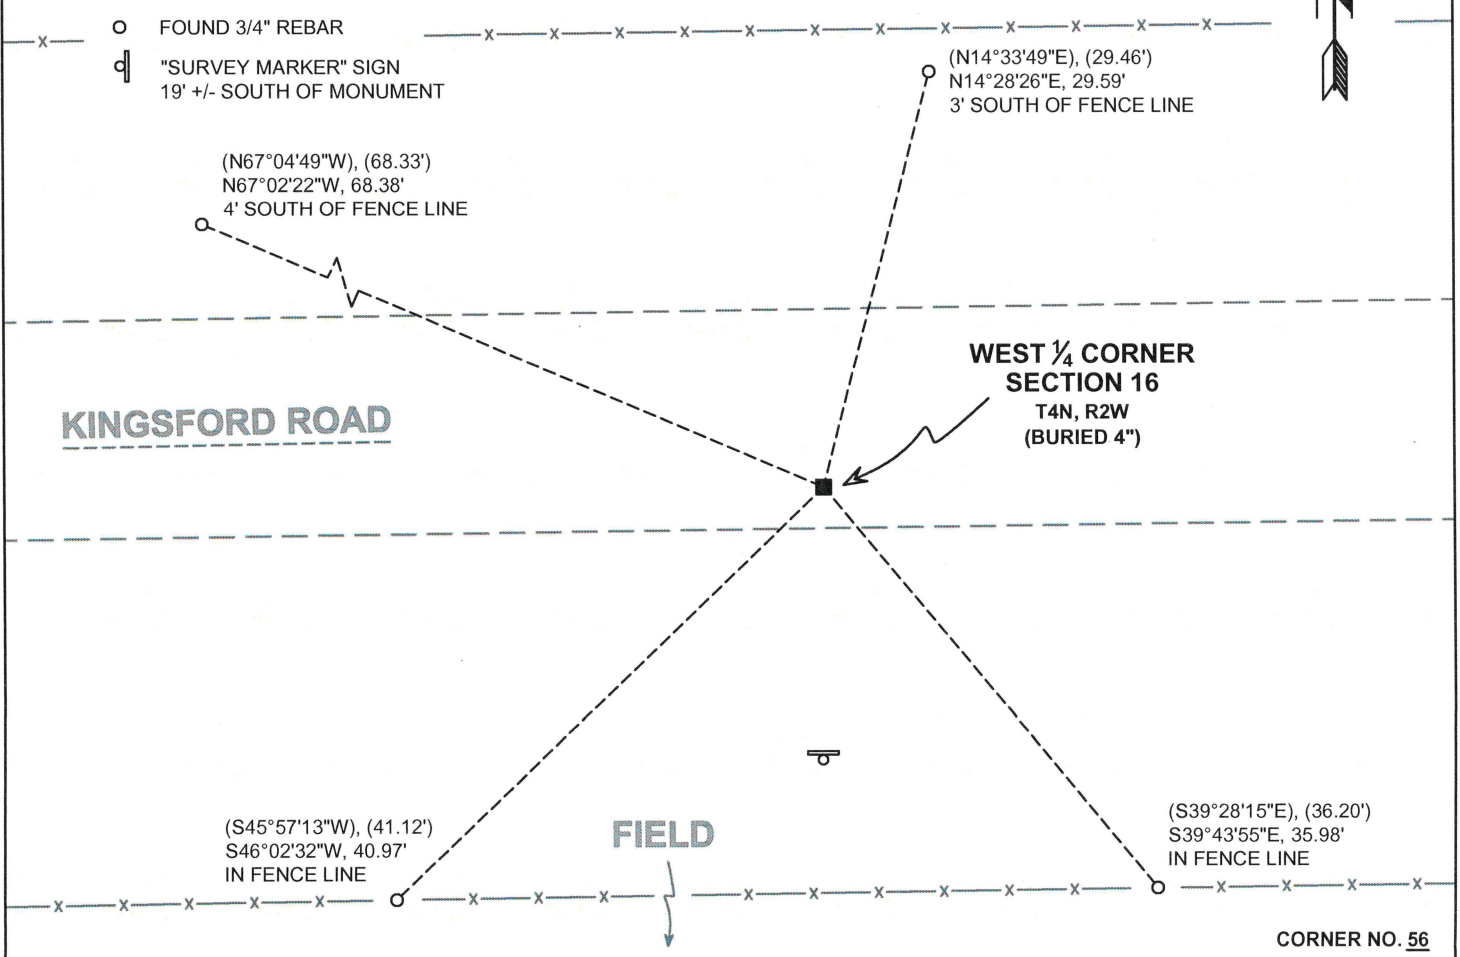 FOUND 3/4" REBAR
"SURVEY MARKER" SIGN
19' +/- SOUTH OF MONUMENT
(N14°33'49"E), (29.46')
N14°28'26"E, 29.59'
3' SOUTH OF FENCE LINE
(N67°04'49"W), (68.33')
N67°02'22"W, 68.38'
4' SOUTH OF FENCE LINE
WEST 1/4 CORNER
SECTION 16
T4N, R2W
(BURIED 4")
KINGSFORD ROAD
(S45°57'13"W), (41.12')
S46°02'32"W, 40.97'
IN FENCE LINE
FIELD
(S39°28'15"E), (36.20')
S39°43'55"E, 35.98'
IN FENCE LINE
CORNER NO. 56